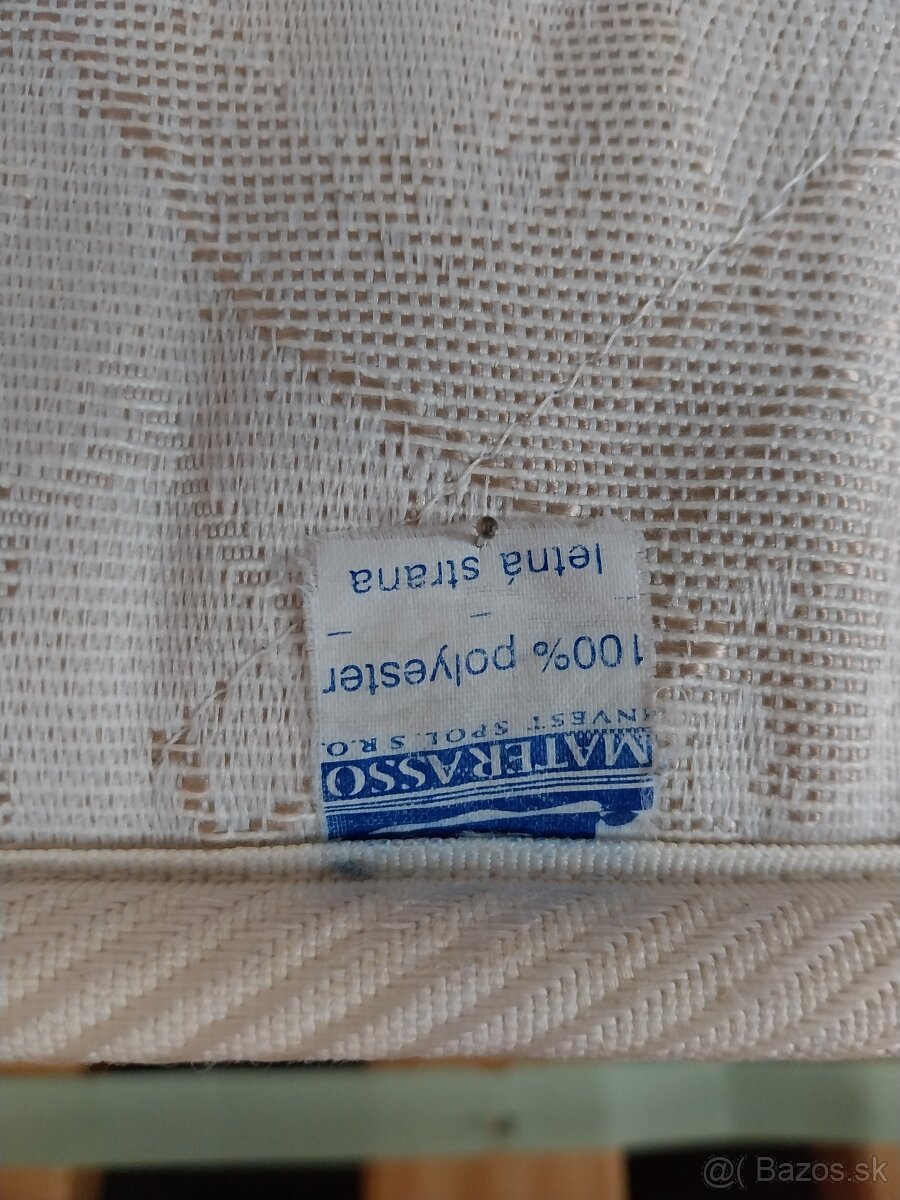 MATERASSO
INVEST SPOL. S R.O.
100% polyester
letná strana
@( Bazos.sk